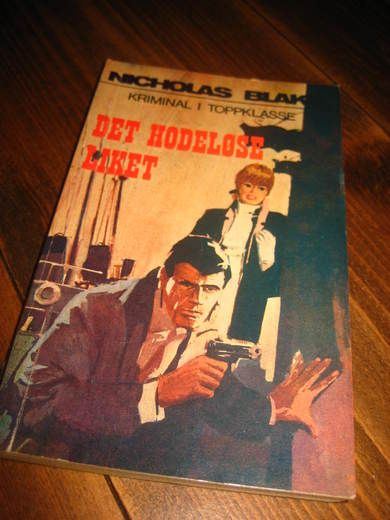 NICHOLAS BLAK
KRIMINAL I TOPPKLASSE
DET HODELØSE
LIKET